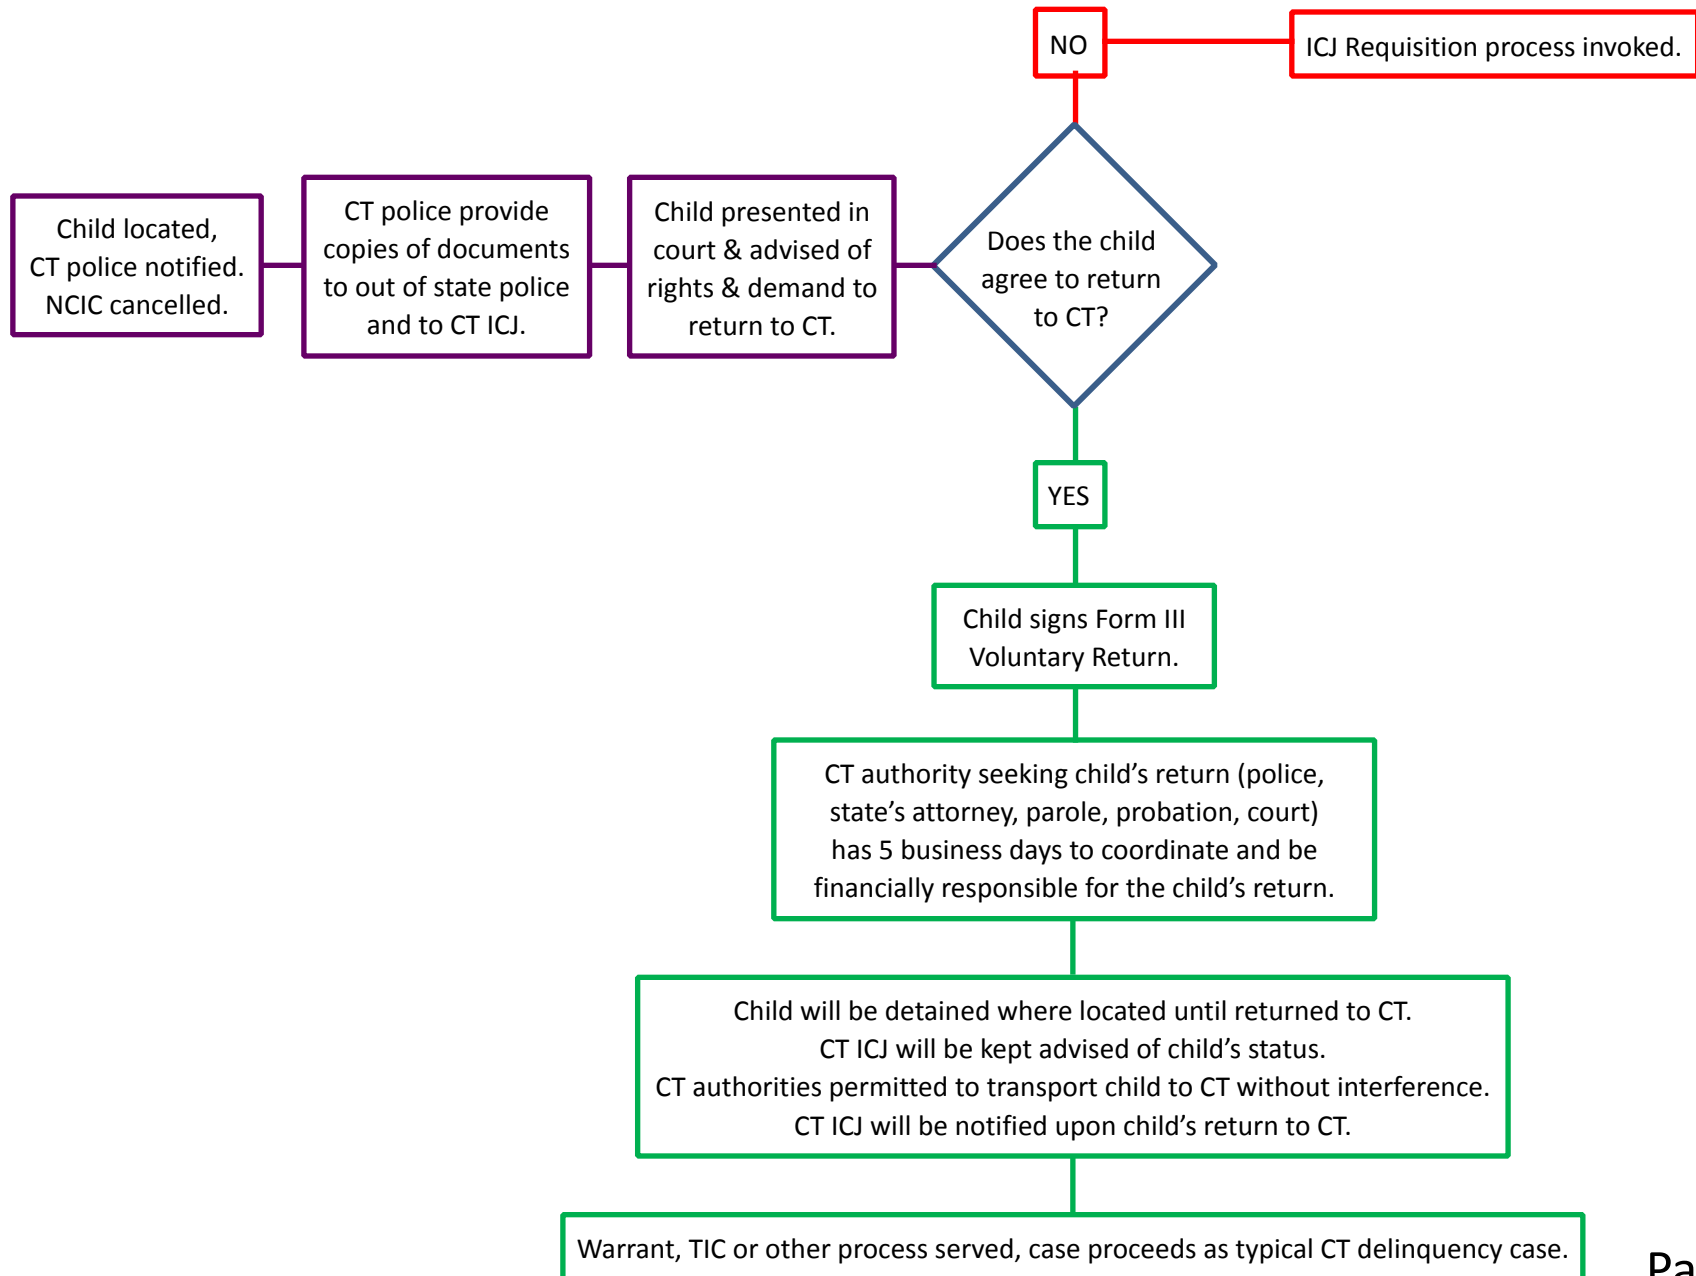 NO
ICJ Requisition process invoked.
Child located,
CT police notified.
NCIC cancelled.
CT police provide
copies of documents
to out of state police
and to CT ICJ.
Child presented in
court & advised of
rights & demand to
return to CT.
Does the child
agree to return
to CT?
YES
Child signs Form III
Voluntary Return.
CT authority seeking child’s return (police,
state’s attorney, parole, probation, court)
has 5 business days to coordinate and be
financially responsible for the child’s return.
Child will be detained where located until returned to CT.
CT ICJ will be kept advised of child’s status.
CT authorities permitted to transport child to CT without interference.
CT ICJ will be notified upon child’s return to CT.
Warrant, TIC or other process served, case proceeds as typical CT delinquency case.
Pa